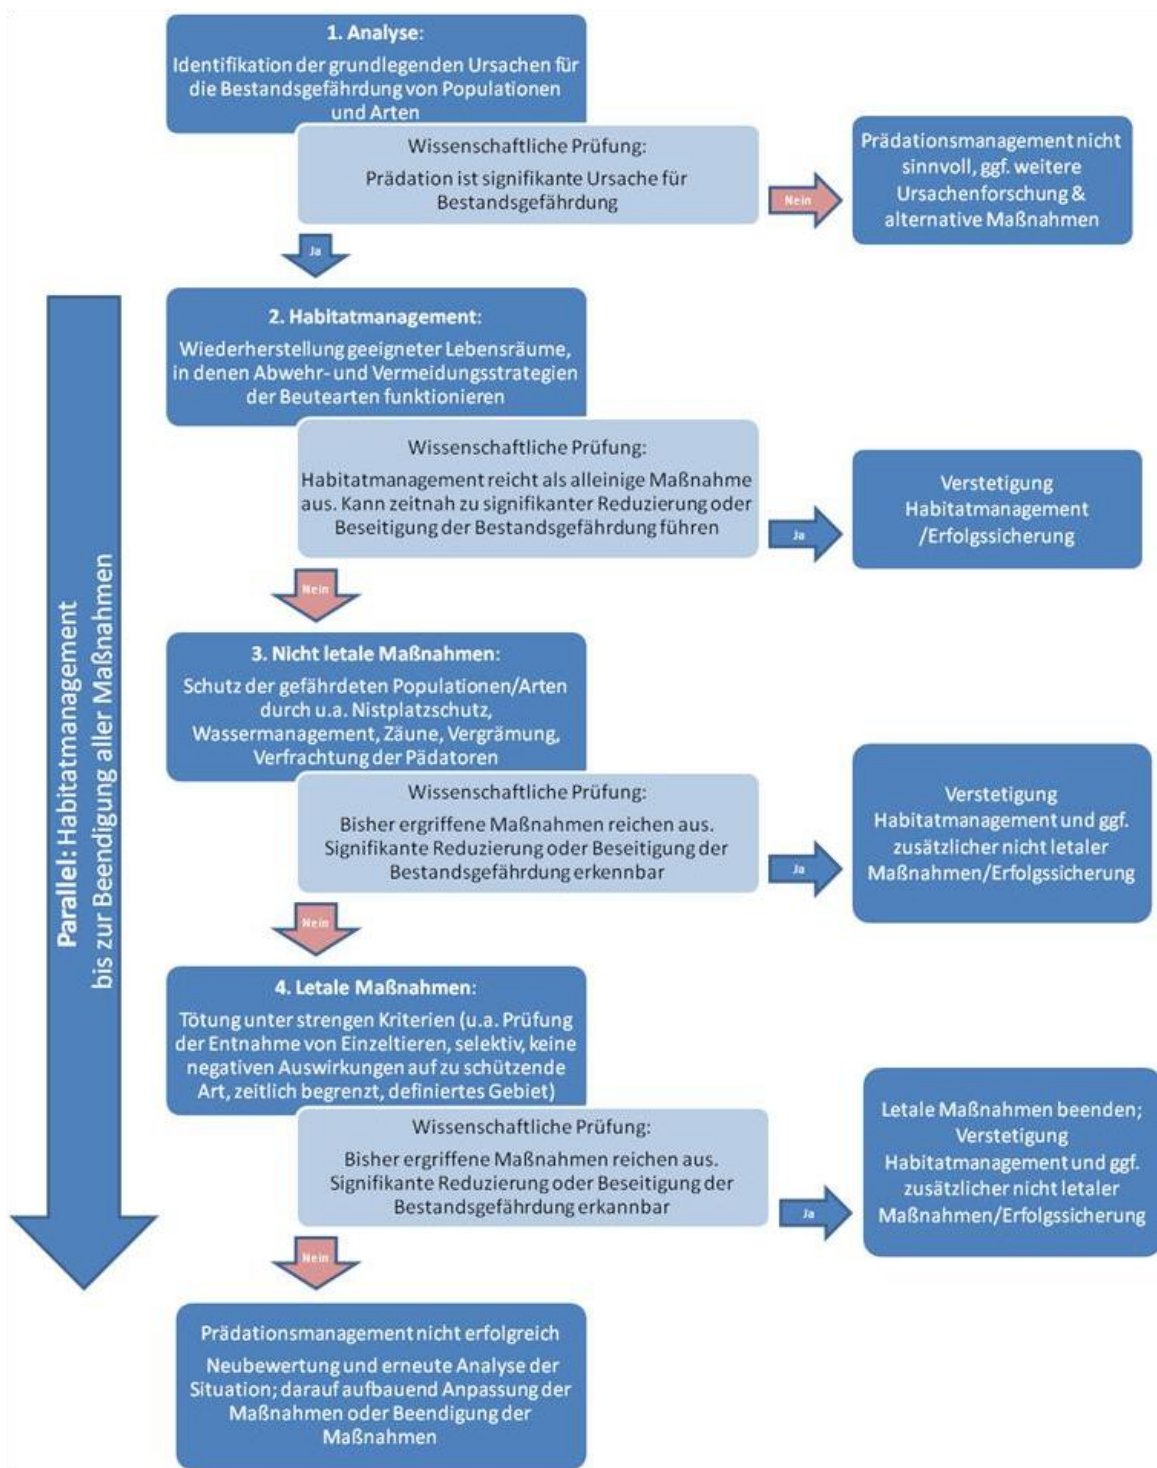 1. Analyse:
Identifikation der grundlegenden Ursachen für
die Bestandsgefährdung von Populationen
und Arten
Wissenschaftliche Prüfung:
Prädation ist signifikante Ursache für
Bestandsgefährdung
Nein
Prädationsmanagement nicht
sinnvoll, ggf. weitere
Ursachenforschung &
alternative Maßnahmen
Ja
2. Habitatmanagement:
Wiederherstellung geeigneter Lebensräume,
in denen Abwehr- und Vermeidungsstrategien
der Beutearten funktionieren
Wissenschaftliche Prüfung:
Habitatmanagement reicht als alleinige Maßnahme
aus. Kann zeitnah zu signifikanter Reduzierung oder
Beseitigung der Bestandsgefährdung führen
Ja
Verstetigung
Habitatmanagement
/Erfolgssicherung
Nein
3. Nicht letale Maßnahmen:
Schutz der gefährdeten Populationen/Arten
durch u.a. Nistplatzschutz,
Wassermanagement, Zäune, Vergrämung,
Verfrachtung der Pädatoren
Wissenschaftliche Prüfung:
Bisher ergriffene Maßnahmen reichen aus.
Signifikante Reduzierung oder Beseitigung der
Bestandsgefährdung erkennbar
Ja
Verstetigung
Habitatmanagement und ggf.
zusätzlicher nicht letaler
Maßnahmen/Erfolgssicherung
Nein
4. Letale Maßnahmen:
Tötung unter strengen Kriterien (u.a. Prüfung
der Entnahme von Einzeltieren, selektiv, keine
negativen Auswirkungen auf zu schützende
Art, zeitlich begrenzt, definiertes Gebiet)
Wissenschaftliche Prüfung:
Bisher ergriffene Maßnahmen reichen aus.
Signifikante Reduzierung oder Beseitigung der
Bestandsgefährdung erkannbar
Ja
Letale Maßnahmen beenden;
Verstetigung
Habitatmanagement und ggf.
zusätzlicher nicht letaler
Maßnahmen/Erfolgssicherung
Nein
Prädationsmanagement nicht erfolgreich
Neubewertung und erneute Analyse der
Situation; darauf aufbauend Anpassung der
Maßnahmen oder Beendigung der
Maßnahmen
Parallel: Habitatmanagement
bis zur Beendigung aller Maßnahmen